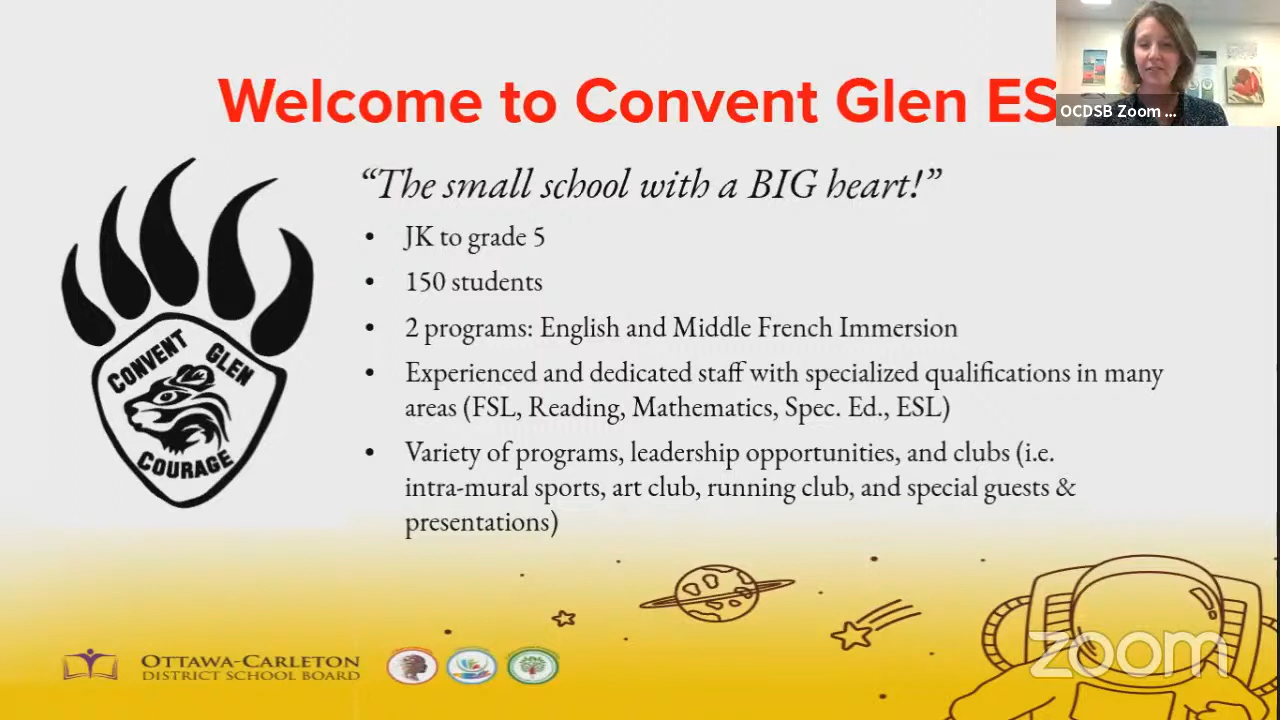 Welcome to Convent Glen ES
OCDSB Zoom ...
“The small school with a BIG heart!”
• JK to grade 5
• 150 students
• 2 programs: English and Middle French Immersion
• Experienced and dedicated staff with specialized qualifications in many
areas (FSL, Reading, Mathematics, Spec. Ed., ESL)
• Variety of programs, leadership opportunities, and clubs (i.e.
intra-mural sports, art club, running club, and special guests &
presentations)
CONVENT GLEN
COURAGE
OTTAWA-CARLETON
DISTRICT SCHOOL BOARD
zoom